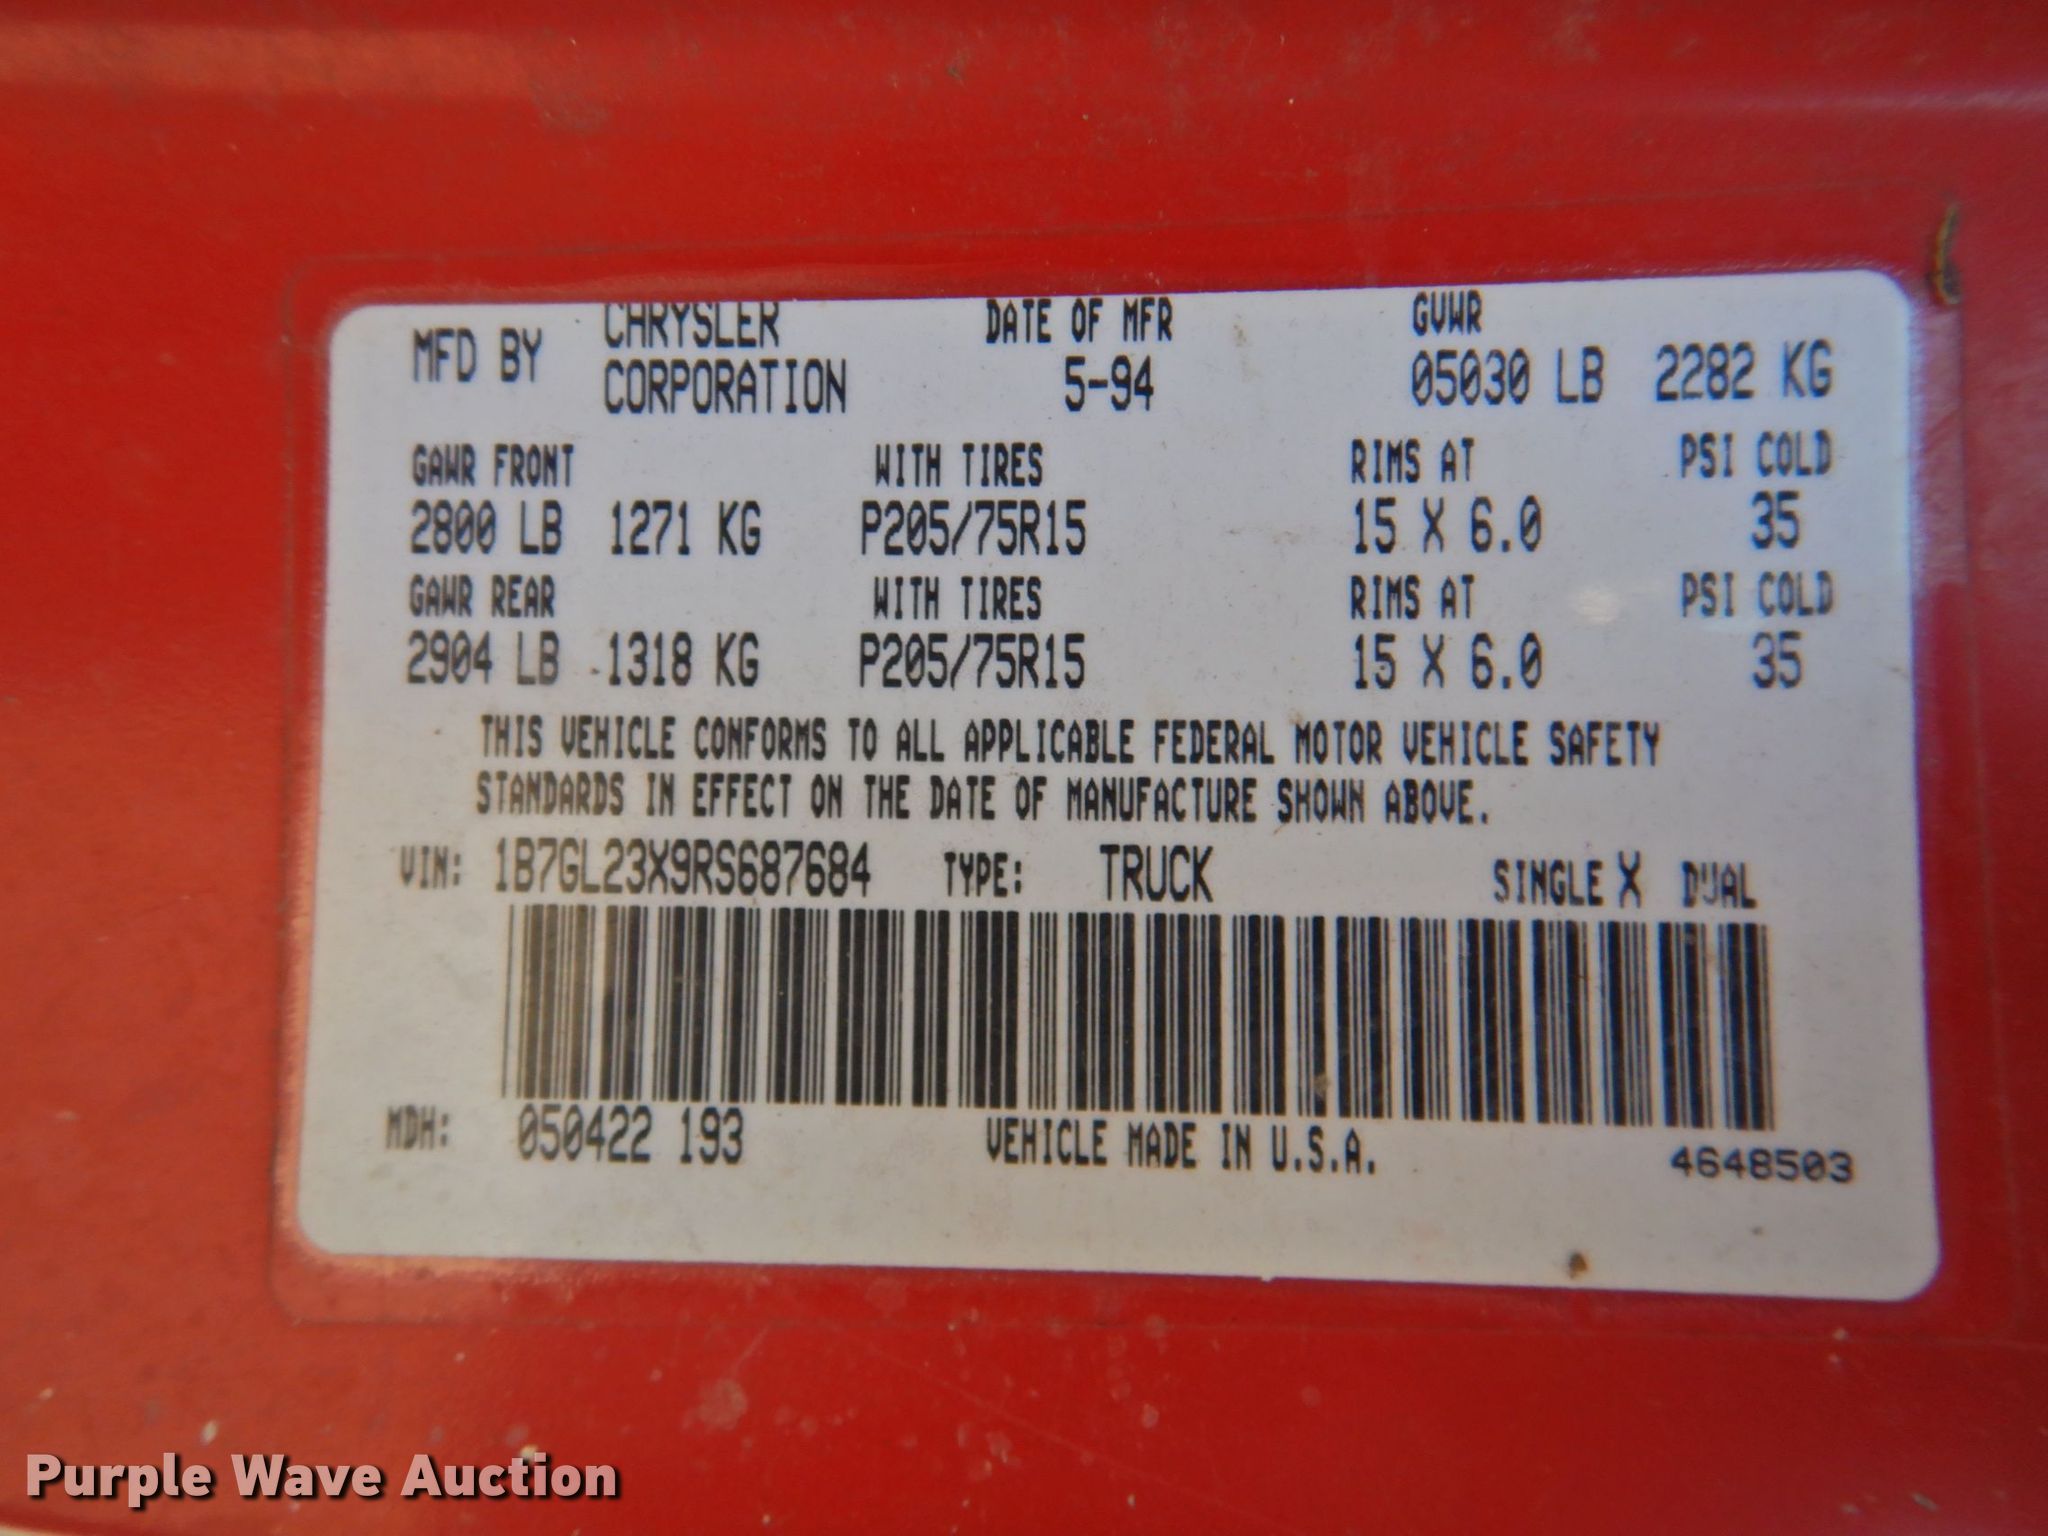 MFD BY CHRYSLER CORPORATION DATE OF MFR 5-94 GVWR 05030 LB 2282 KG
GAWR FRONT WITH TIRES RIMS AT PSI COLD
2800 LB 1271 KG P205/75R15 15 X 6.0 35
GAWR REAR WITH TIRES RIMS AT PSI COLD
2904 LB 1318 KG P205/75R15 15 X 6.0 35
THIS VEHICLE CONFORMS TO ALL APPLICABLE FEDERAL MOTOR VEHICLE SAFETY
STANDARDS IN EFFECT ON THE DATE OF MANUFACTURE SHOWN ABOVE.
VIN: 1B7GL23X9RS687684 TYPE: TRUCK SINGLE X DUAL
MDH: 050422 193 VEHICLE MADE IN U.S.A. 4648503
Purple Wave Auction